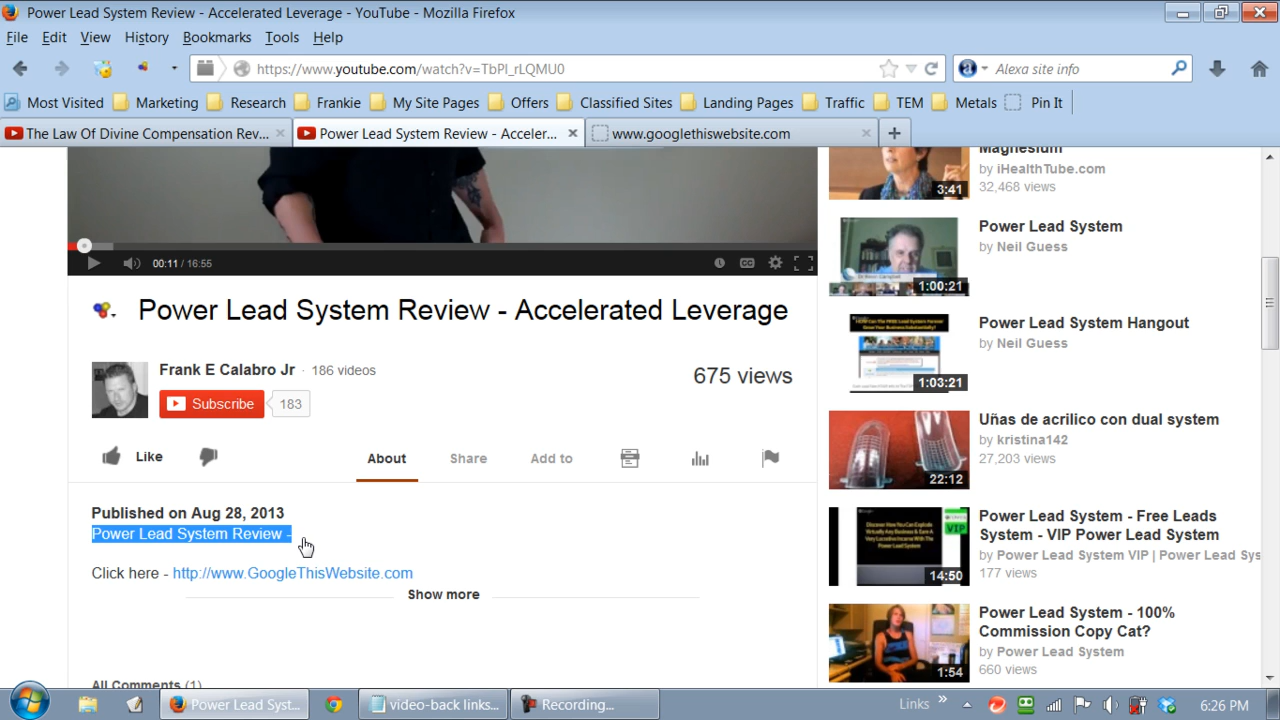 Power Lead System Review - Accelerated Leverage - YouTube - Mozilla Firefox
File Edit View History Bookmarks Tools Help
https://www.youtube.com/watch?v=TbPl_rLQMU0
Alexa site info
Most Visited Marketing Research Frankie My Site Pages Offers Classified Sites Landing Pages Traffic TEM Metals Pin It
The Law Of Divine Compensation Rev...
Power Lead System Review - Acceler...
www.googlethiswebsite.com
00:11 / 16:55
CC
Power Lead System Review - Accelerated Leverage
Frank E Calabro Jr · 186 videos
Subscribe 183
675 views
Like
About Share Add to
Published on Aug 28, 2013
Power Lead System Review -
Click here - http://www.GoogleThisWebsite.com
Show more
All Comments (1)
Magnesium
by iHealthTube.com
32,468 views
3:41
Power Lead System
by Neil Guess
1:00:21
Power Lead System Hangout
by Neil Guess
1:03:21
Uñas de acrilico con dual system
by kristina142
27,203 views
22:12
Power Lead System - Free Leads
System - VIP Power Lead System
by Power Lead System VIP | Power Lead Sys
177 views
VIP
14:50
Power Lead System - 100%
Commission Copy Cat?
by Power Lead System
660 views
1:54
Power Lead Syst...
video-back links...
Recording...
Links
6:26 PM